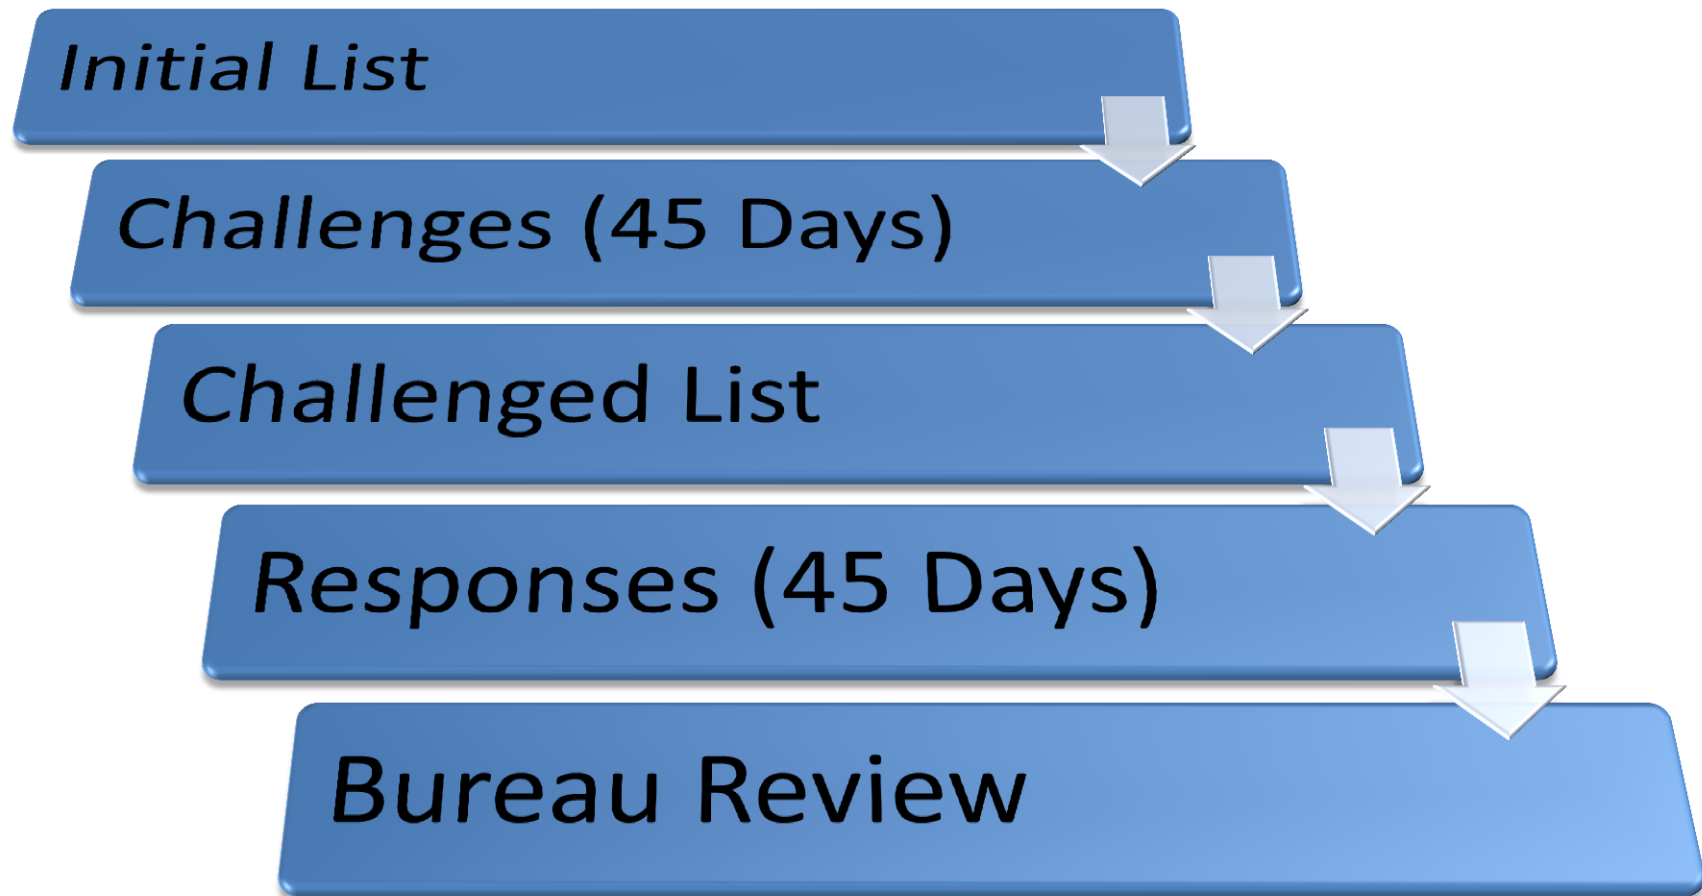 Initial List
Challenges (45 Days)
Challenged List
Responses (45 Days)
Bureau Review